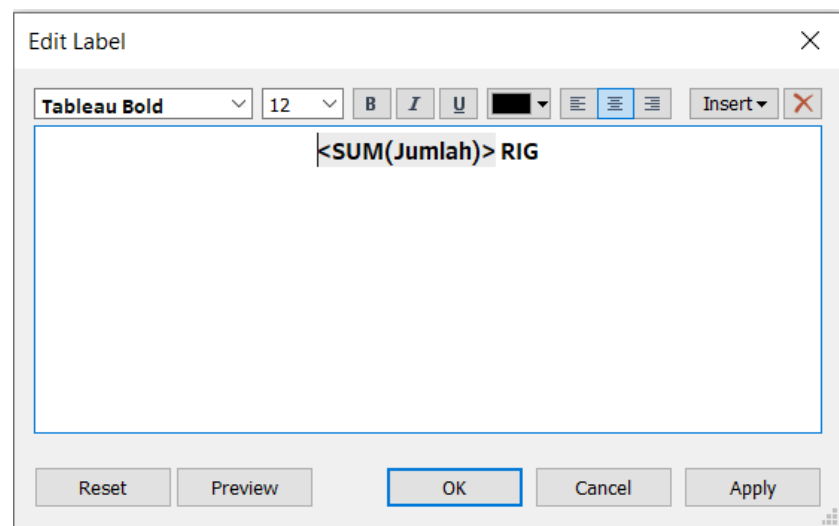 Edit Label
Tableau Bold 12 B I U Insert
<SUM(Jumlah)> RIG
Reset Preview OK Cancel Apply